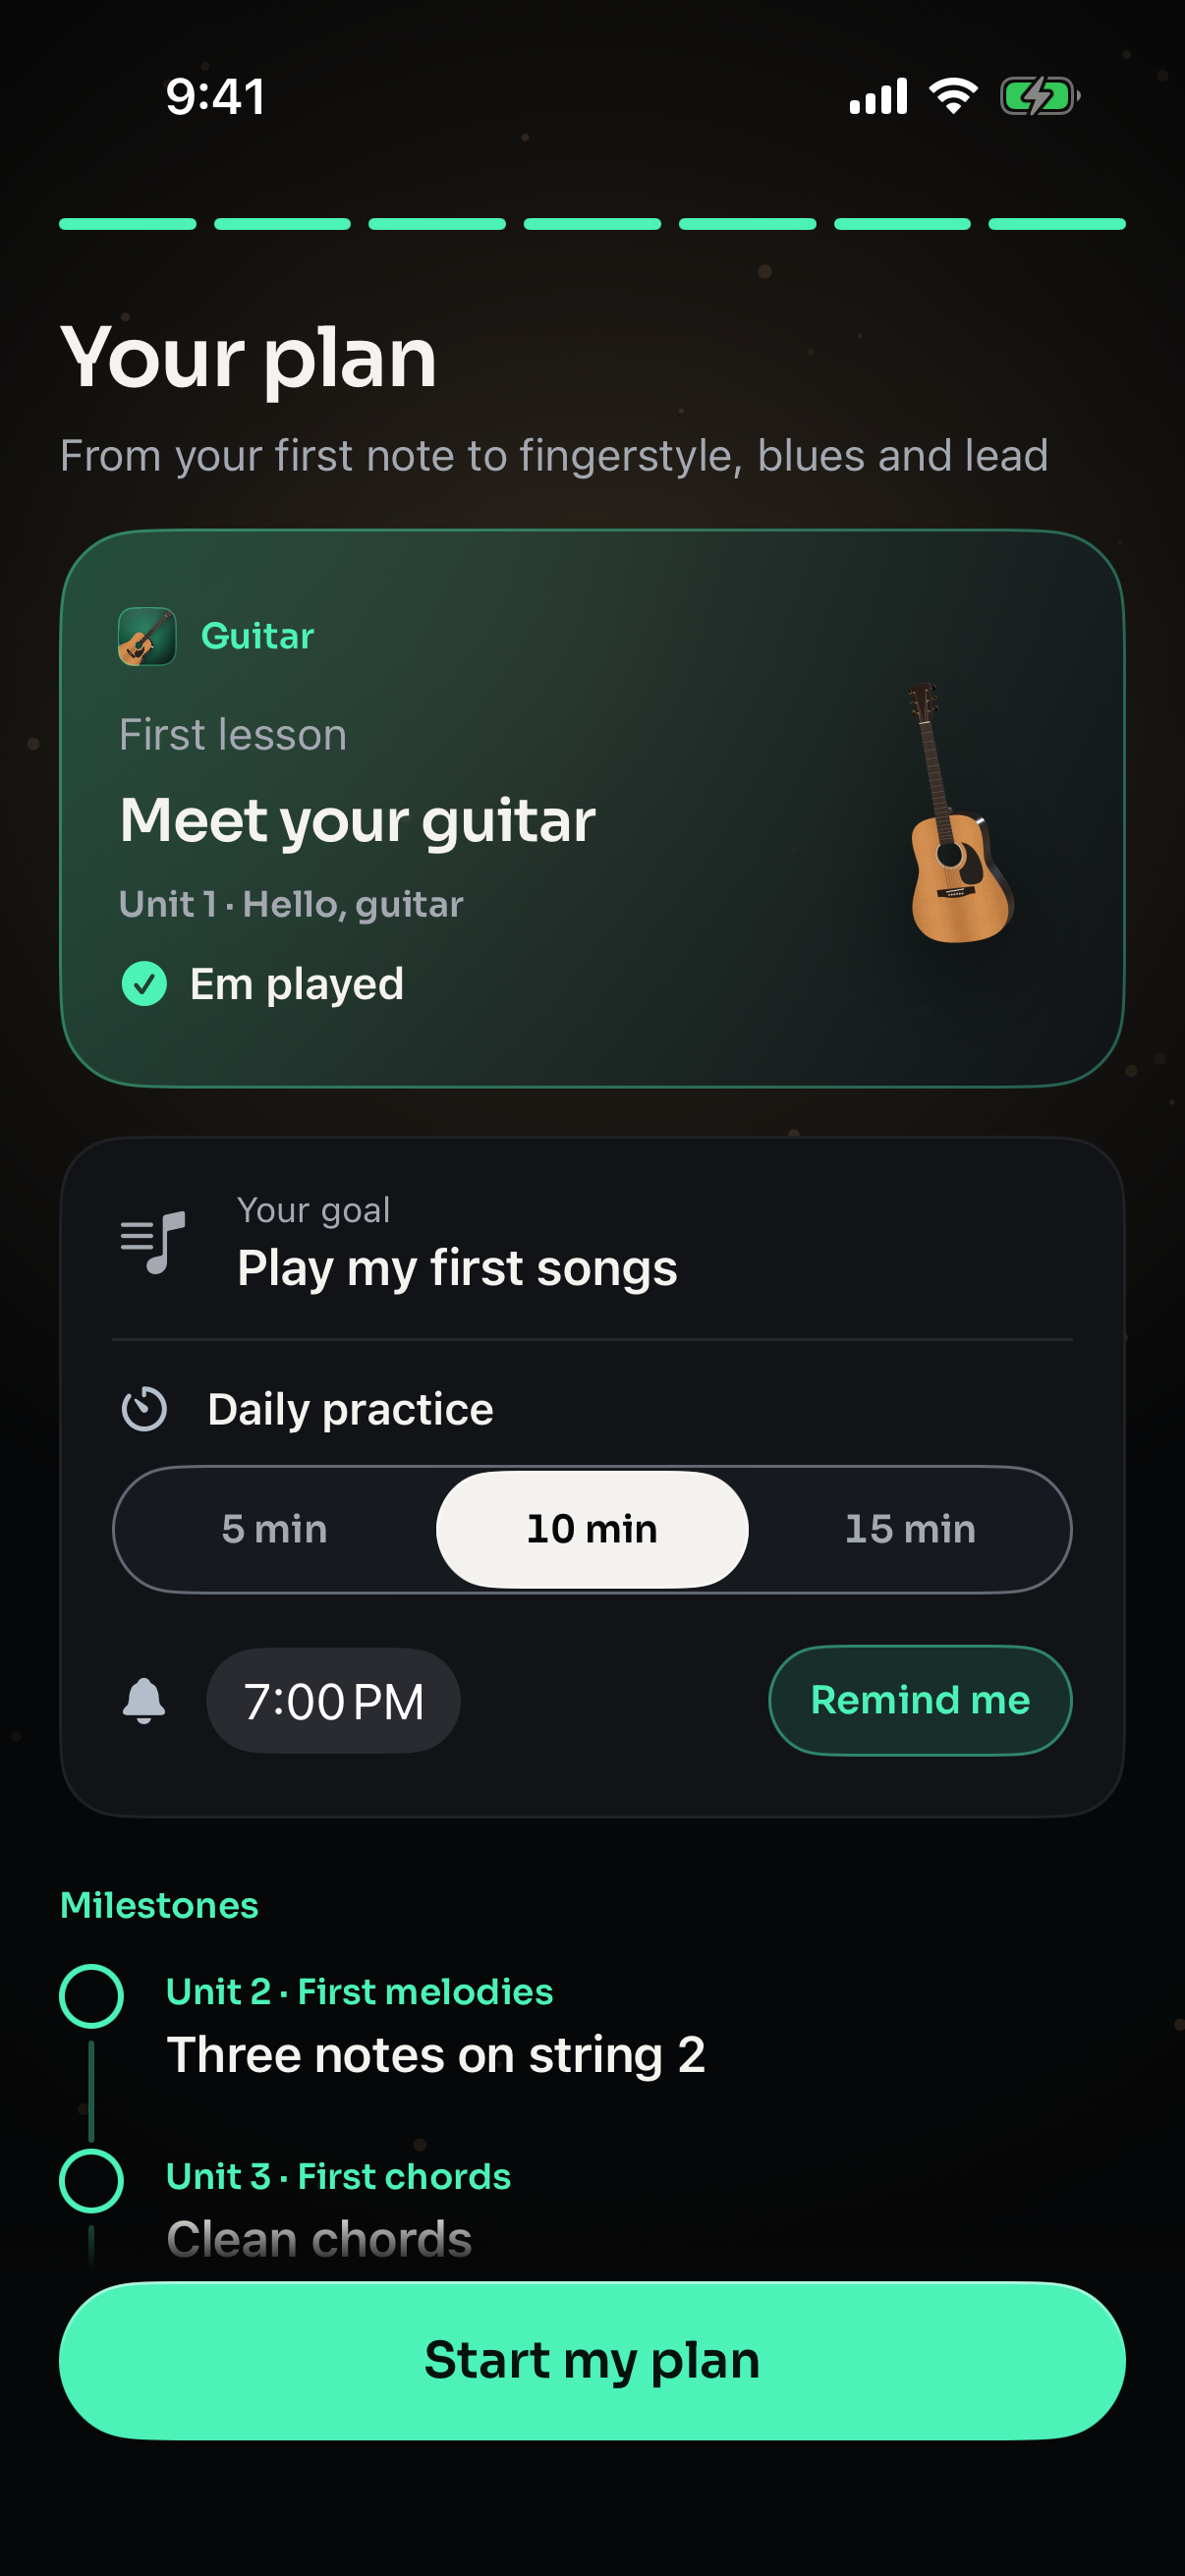 9:41
Your plan
From your first note to fingerstyle, blues and lead
Guitar
First lesson
Meet your guitar
Unit 1 · Hello, guitar
Em played
Your goal
Play my first songs
Daily practice
5 min 10 min 15 min
7:00 PM Remind me
Milestones
Unit 2 · First melodies
Three notes on string 2
Unit 3 · First chords
Clean chords
Start my plan